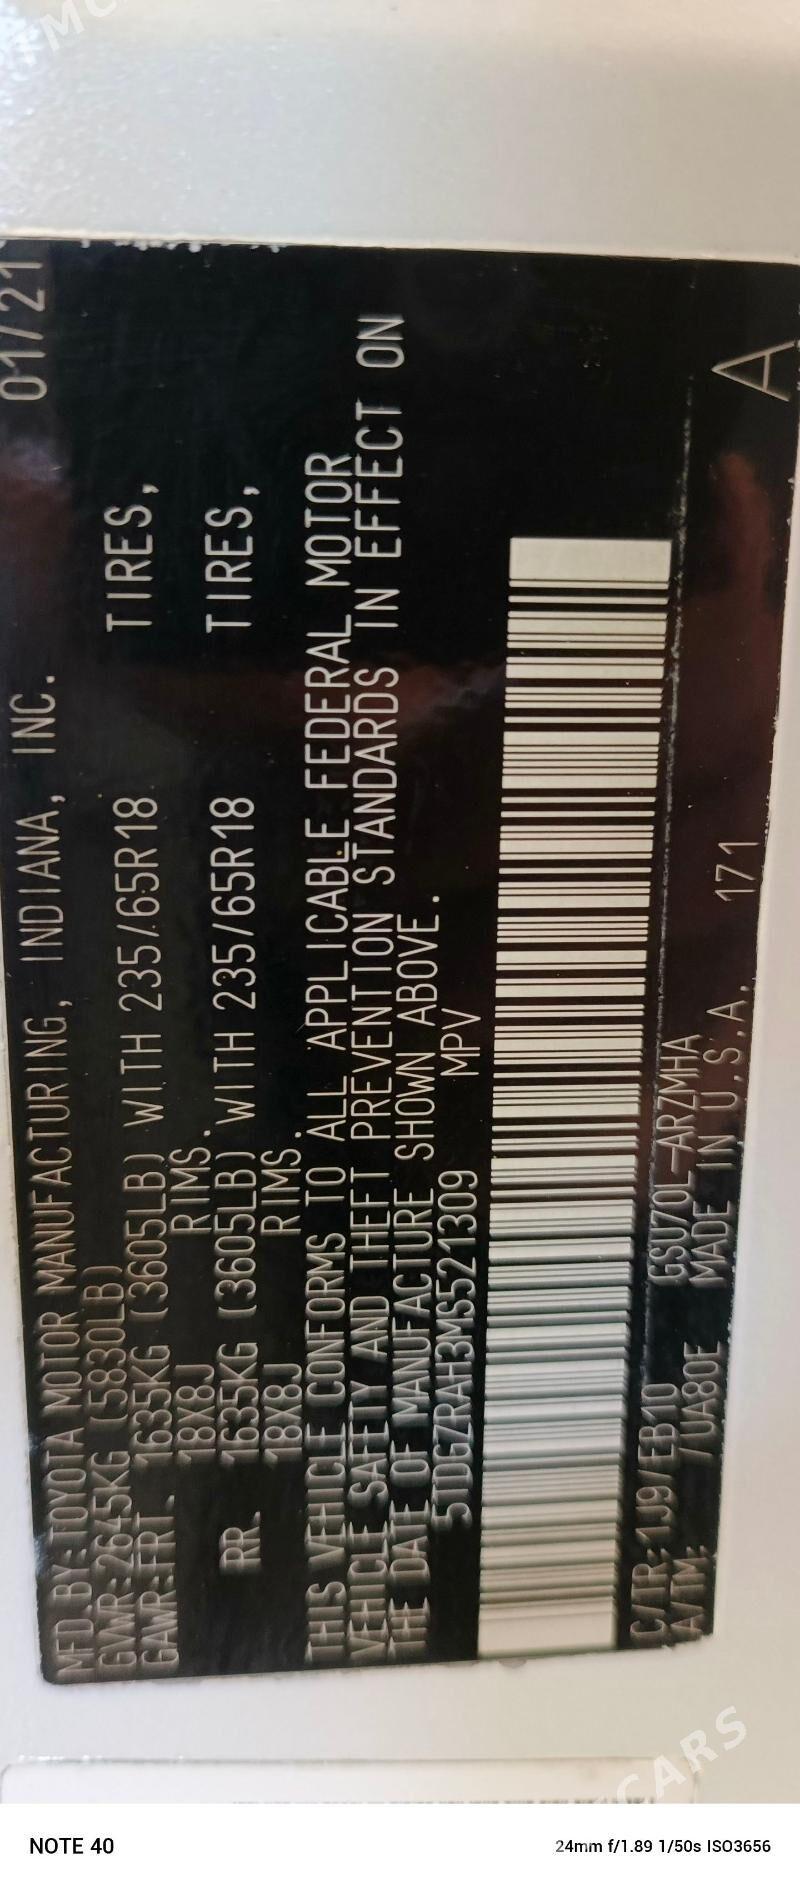 MFD BY:TOYOTA MOTOR MANUFACTURING, INDIANA, INC. 01/21
GVWR:2645KG (5830LB)
GAWR:FRT. 1635KG (3605LB) WITH 235/65R18 TIRES,
18X8J RIMS.
RR. 1635KG (3605LB) WITH 235/65R18 TIRES,
18X8J RIMS.
THIS VEHICLE CONFORMS TO ALL APPLICABLE FEDERAL MOTOR
VEHICLE SAFETY AND THEFT PREVENTION STANDARDS IN EFFECT ON
THE DATE OF MANUFACTURE SHOWN ABOVE.
5TDGZRAH3MS521309 MPV
C/TR:1J9/EB10 GSU70L-ARZMHA
A/TM: /UA80E MADE IN U.S.A. 171 A
CARS
NOTE 40
24mm f/1.89 1/50s ISO3656